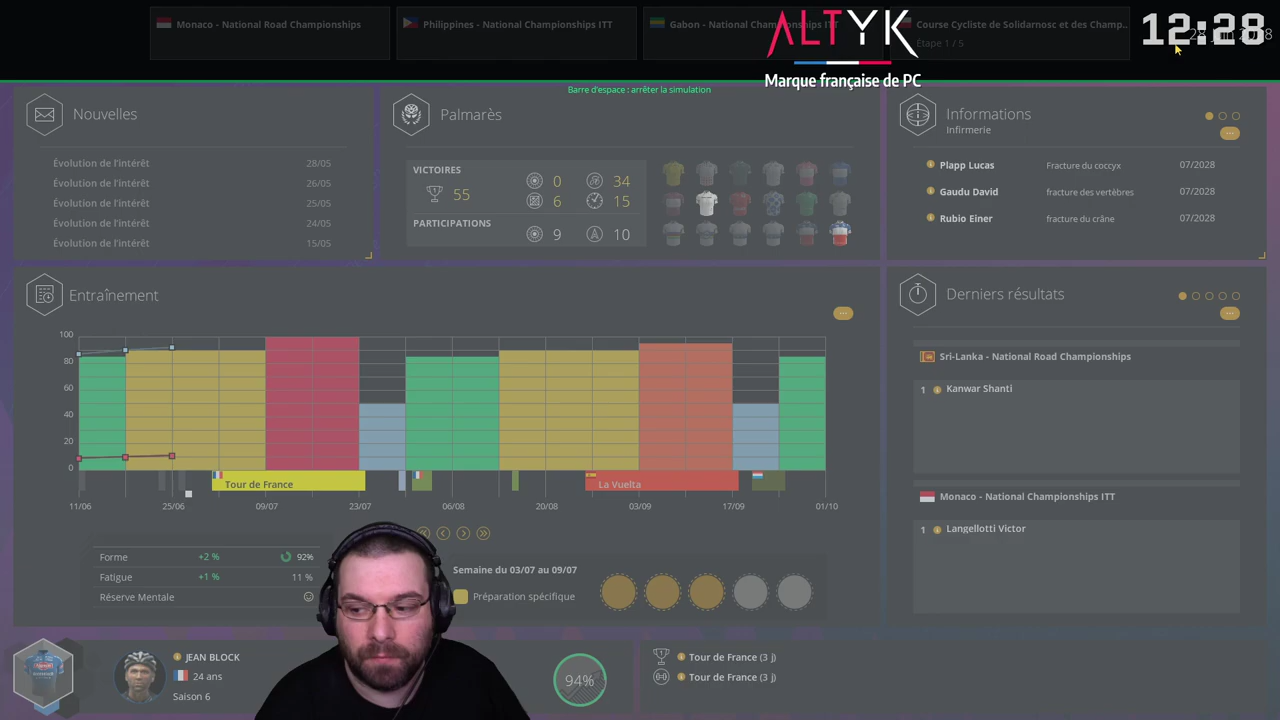 Monaco - National Road Championships
Philippines - National Championships ITT
Gabon - National Championships ITT
Course Cycliste de Solidarnosc et des Champ..
Étape 1 / 5
ALTYK
Marque française de PC
12:28
Barre d'espace : arrêter la simulation
Nouvelles
Évolution de l'intérêt 28/05
Évolution de l'intérêt 26/05
Évolution de l'intérêt 25/05
Évolution de l'intérêt 24/05
Évolution de l'intérêt 15/05
Palmarès
VICTOIRES
55
0 34
6 15
PARTICIPATIONS
9 10
Informations
Infirmerie
Plapp Lucas Fracture du coccyx 07/2028
Gaudu David fracture des vertèbres 07/2028
Rubio Einer fracture du crâne 07/2028
Entraînement
100
80
60
40
20
0
Tour de France
La Vuelta
11/06 25/06 09/07 23/07 06/08 20/08 03/09 17/09 01/10
Forme +2 % 92%
Fatigue +1 % 11 %
Réserve Mentale
Semaine du 03/07 au 09/07
Préparation spécifique
Derniers résultats
Sri-Lanka - National Road Championships
1 Kanwar Shanti
Monaco - National Championships ITT
1 Langellotti Victor
JEAN BLOCK
24 ans
Saison 6
94%
Tour de France (3 j)
Tour de France (3 j)